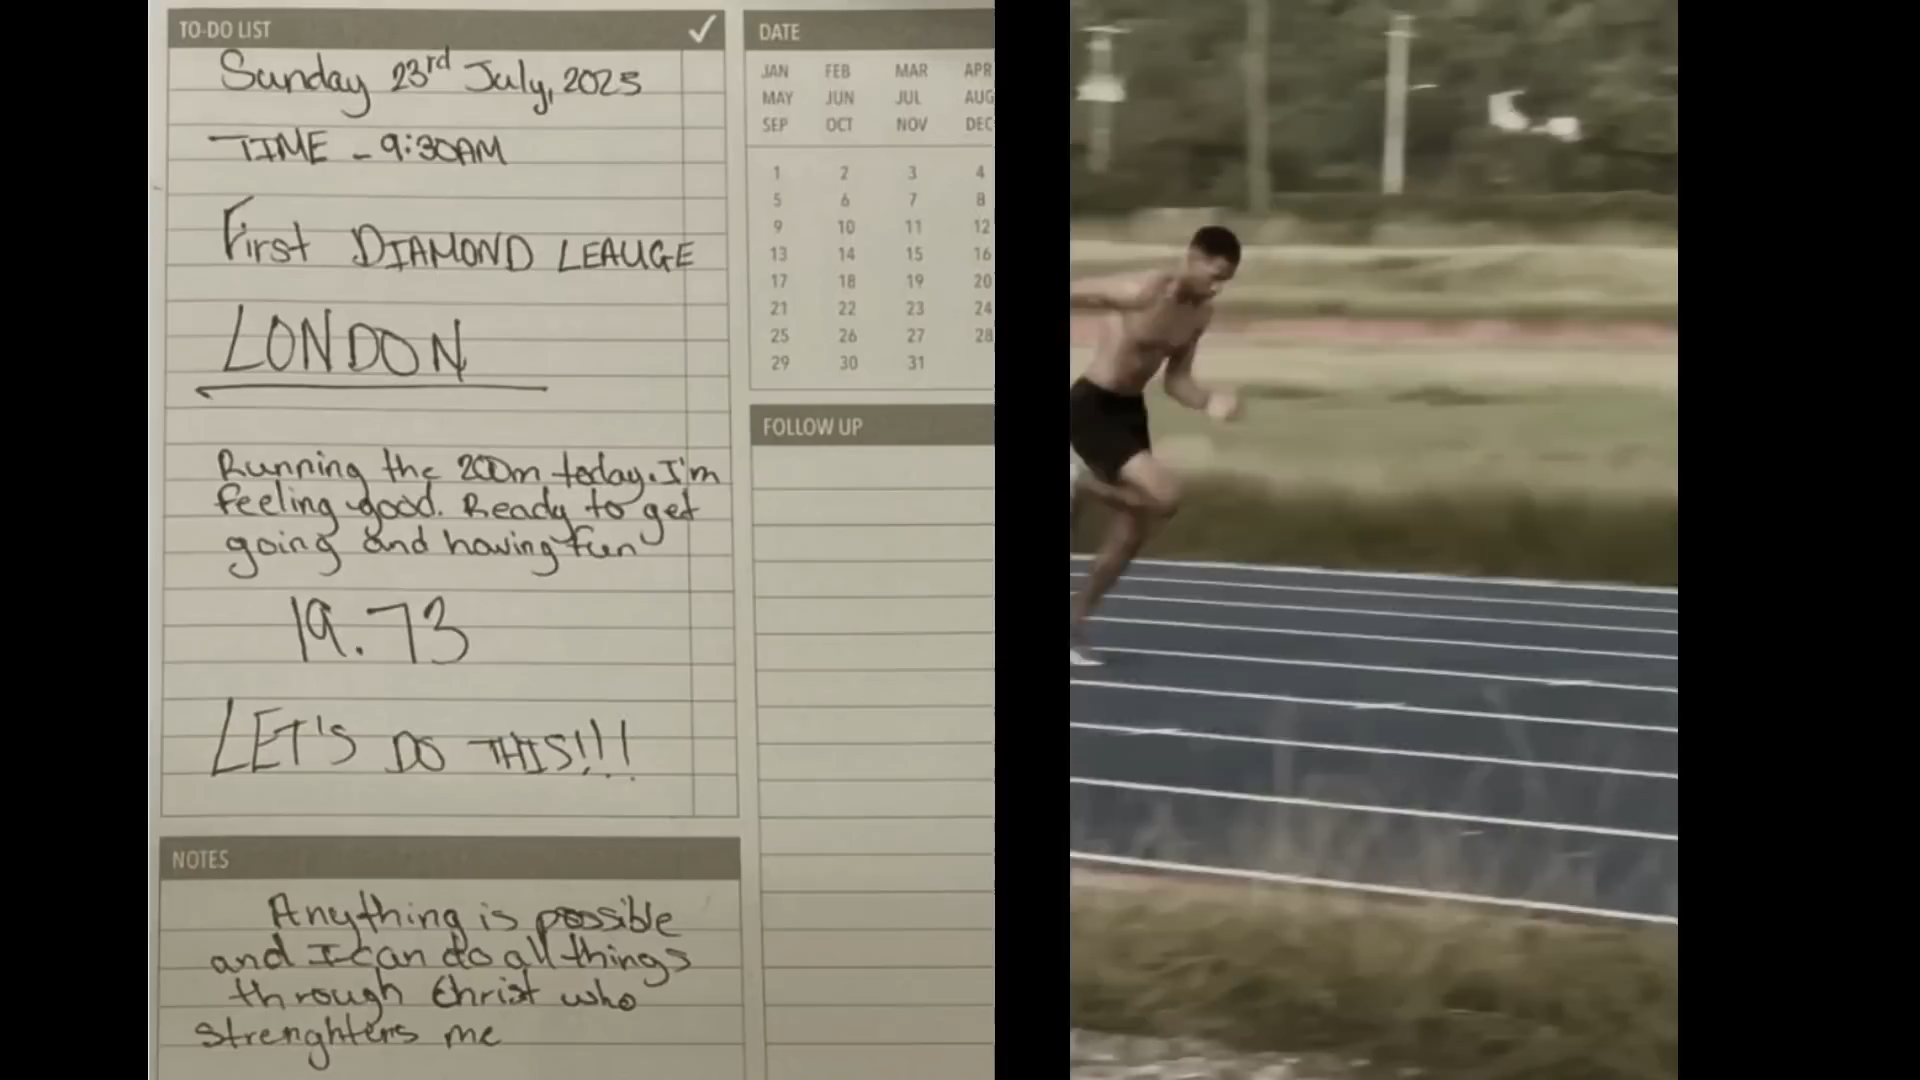 TO-DO LIST ✓
Sunday 23rd July, 2023
TIME - 9:30AM
First DIAMOND LEAUGE
LONDON
Running the 200m today. I'm
feeling good. Ready to get
going and having fun
19.73
LET'S DO THIS!!!
NOTES
Anything is possible
and I can do all things
through Christ who
strenghtens me
DATE
JAN FEB MAR APR
MAY JUN JUL AUG
SEP OCT NOV DEC
1 2 3 4
5 6 7 8
9 10 11 12
13 14 15 16
17 18 19 20
21 22 23 24
25 26 27 28
29 30 31
FOLLOW UP